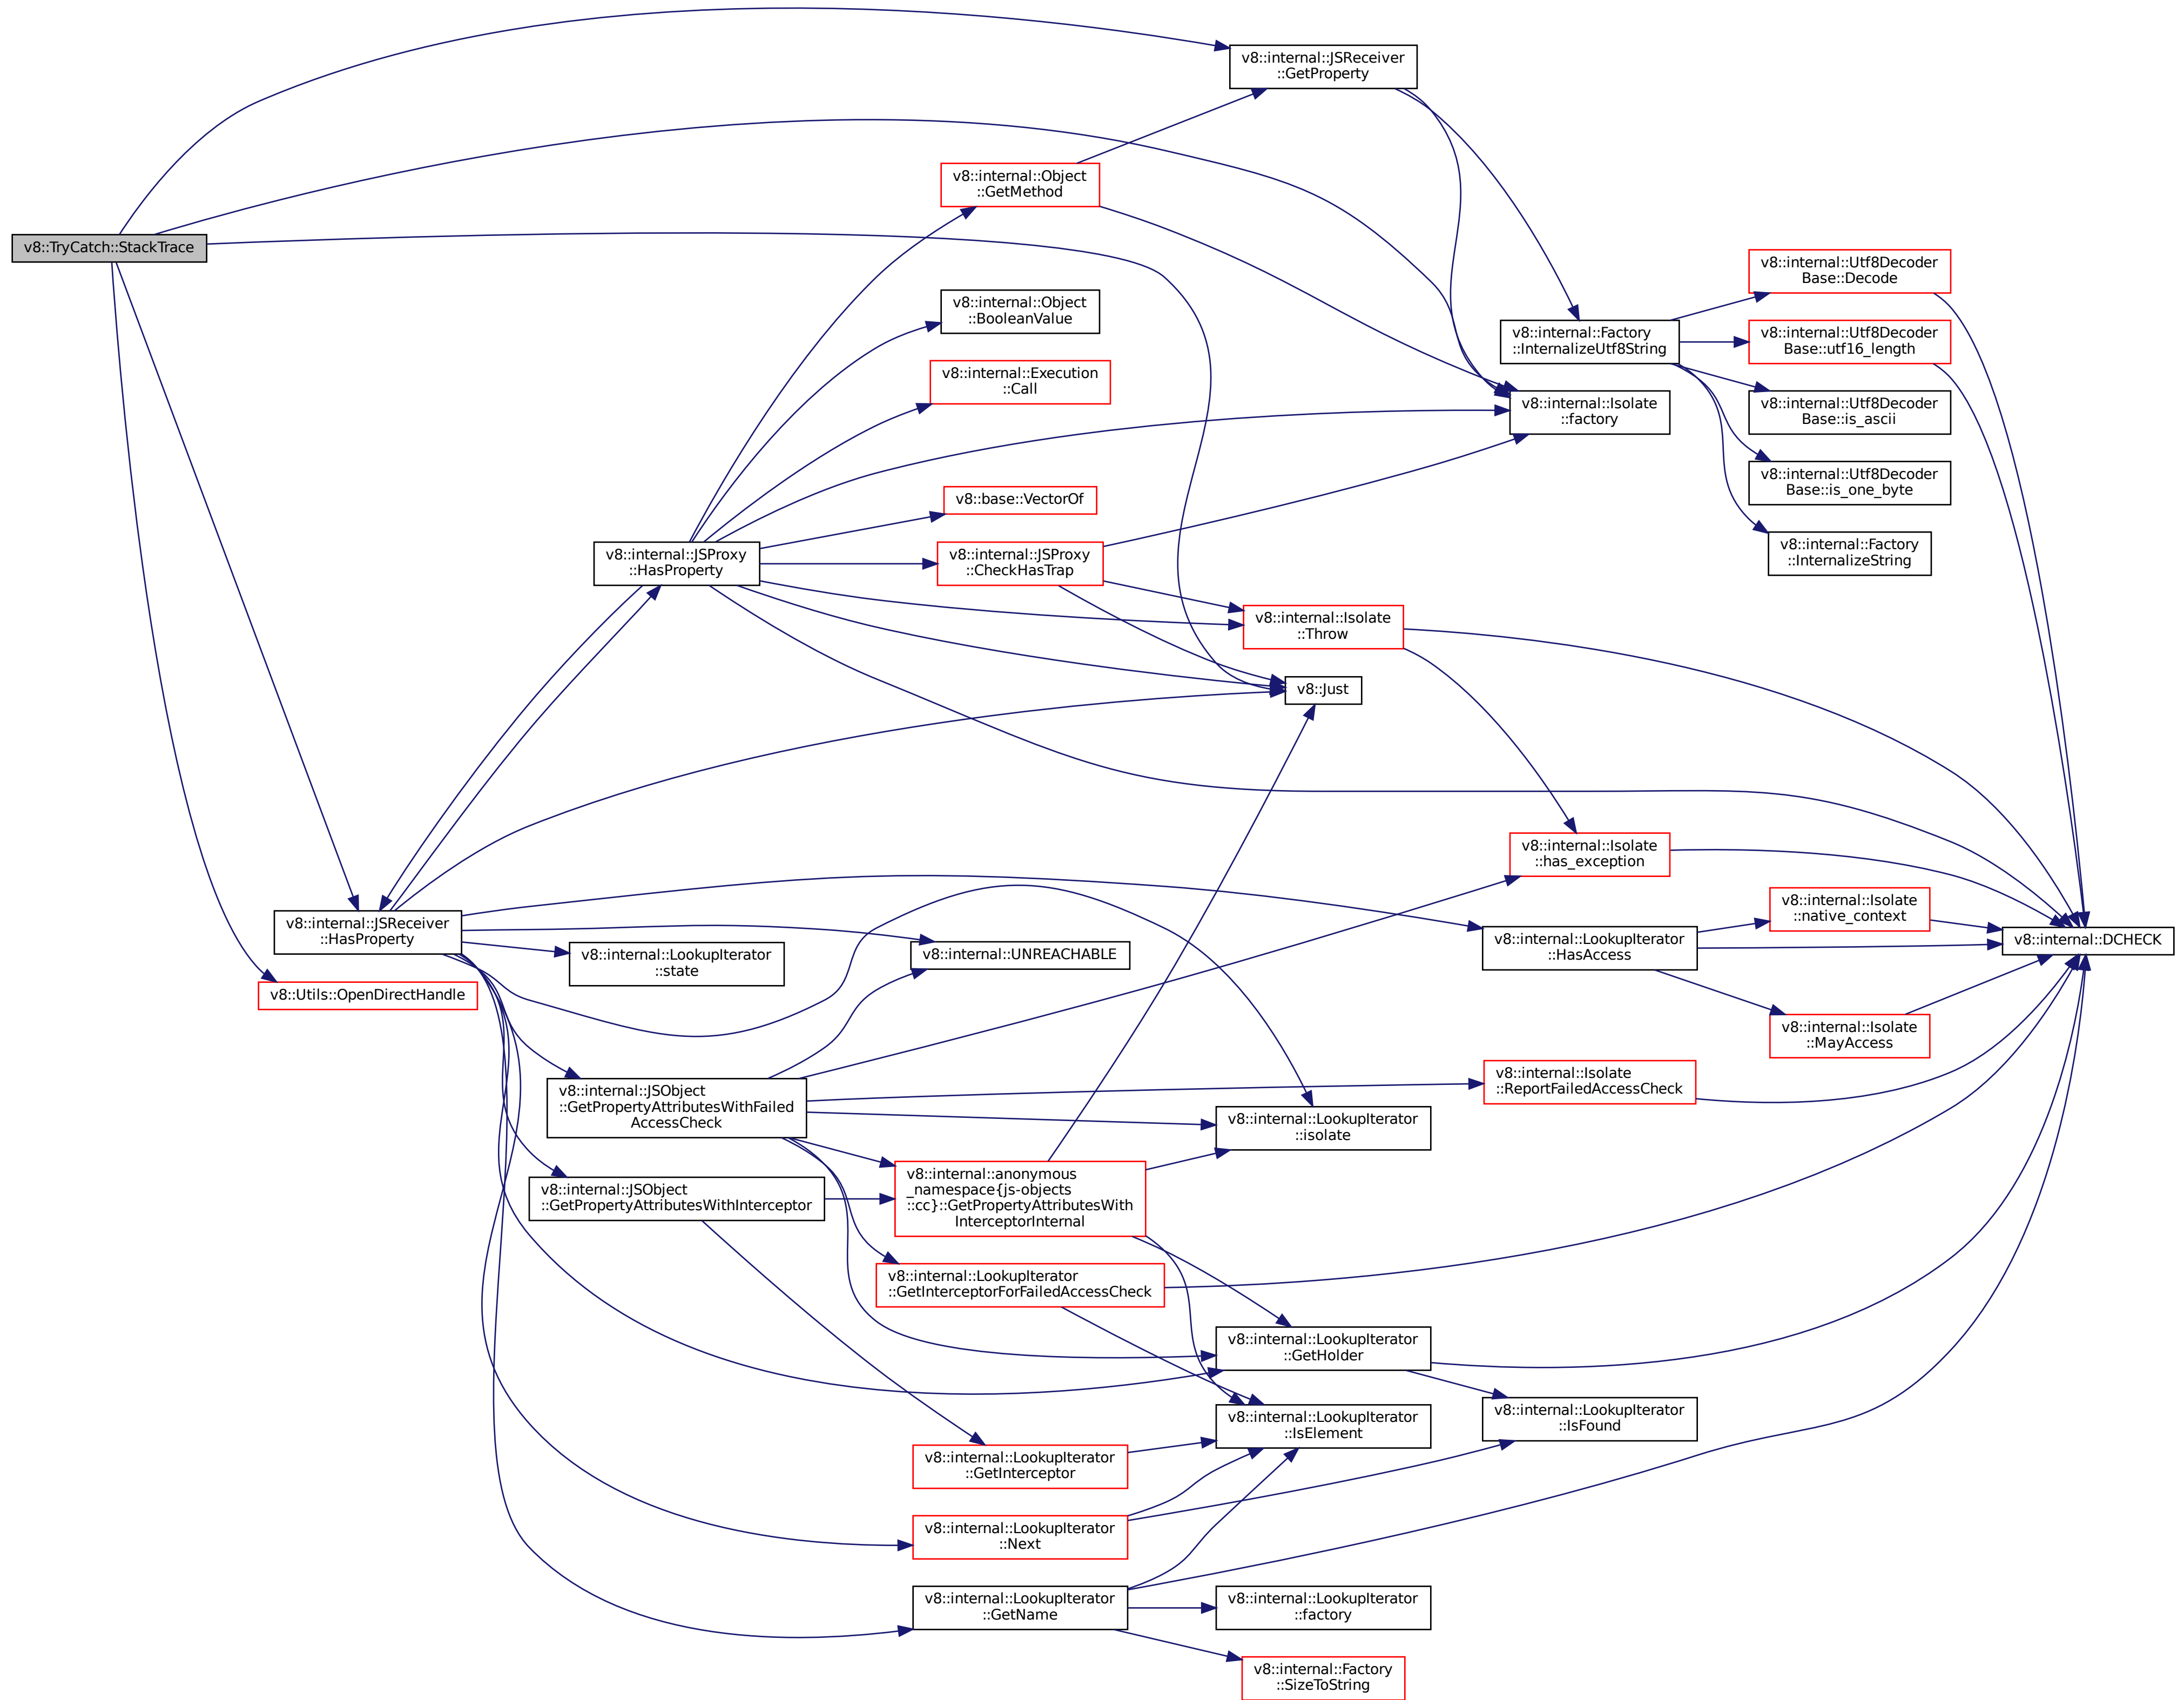 v8::TryCatch::StackTrace
v8::internal::JSReceiver
::GetProperty
v8::internal::Object
::GetMethod
v8::internal::Object
::BooleanValue
v8::internal::Execution
::Call
v8::internal::Factory
::InternalizeUtf8String
v8::internal::Isolate
::factory
v8::internal::Utf8Decoder
Base::Decode
v8::internal::Utf8Decoder
Base::utf16_length
v8::internal::Utf8Decoder
Base::is_ascii
v8::internal::Utf8Decoder
Base::is_one_byte
v8::internal::Factory
::InternalizeString
v8::base::VectorOf
v8::internal::JSProxy
::HasProperty
v8::internal::JSProxy
::CheckHasTrap
v8::internal::Isolate
::Throw
v8::Just
v8::internal::Isolate
::has_exception
v8::internal::JSReceiver
::HasProperty
v8::Utils::OpenDirectHandle
v8::internal::LookupIterator
::state
v8::internal::UNREACHABLE
v8::internal::LookupIterator
::HasAccess
v8::internal::Isolate
::native_context
v8::internal::Isolate
::MayAccess
v8::internal::DCHECK
v8::internal::JSObject
::GetPropertyAttributesWithFailed
AccessCheck
v8::internal::Isolate
::ReportFailedAccessCheck
v8::internal::LookupIterator
::isolate
v8::internal::JSObject
::GetPropertyAttributesWithInterceptor
v8::internal::anonymous
_namespace{js-objects
::cc}::GetPropertyAttributesWith
InterceptorInternal
v8::internal::LookupIterator
::GetInterceptorForFailedAccessCheck
v8::internal::LookupIterator
::GetHolder
v8::internal::LookupIterator
::IsElement
v8::internal::LookupIterator
::IsFound
v8::internal::LookupIterator
::GetInterceptor
v8::internal::LookupIterator
::Next
v8::internal::LookupIterator
::GetName
v8::internal::LookupIterator
::factory
v8::internal::Factory
::SizeToString